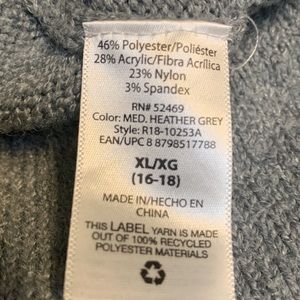 46% Polyester/Poliéster
28% Acrylic/Fibra Acrílica
23% Nylon
3% Spandex
RN# 52469
Color: MED. HEATHER GREY
Style: R18-10253A
EAN/UPC 8 8798517788
XL/XG
(16-18)
MADE IN/HECHO EN
CHINA
THIS LABEL YARN IS MADE
OUT OF 100% RECYCLED
POLYESTER MATERIALS